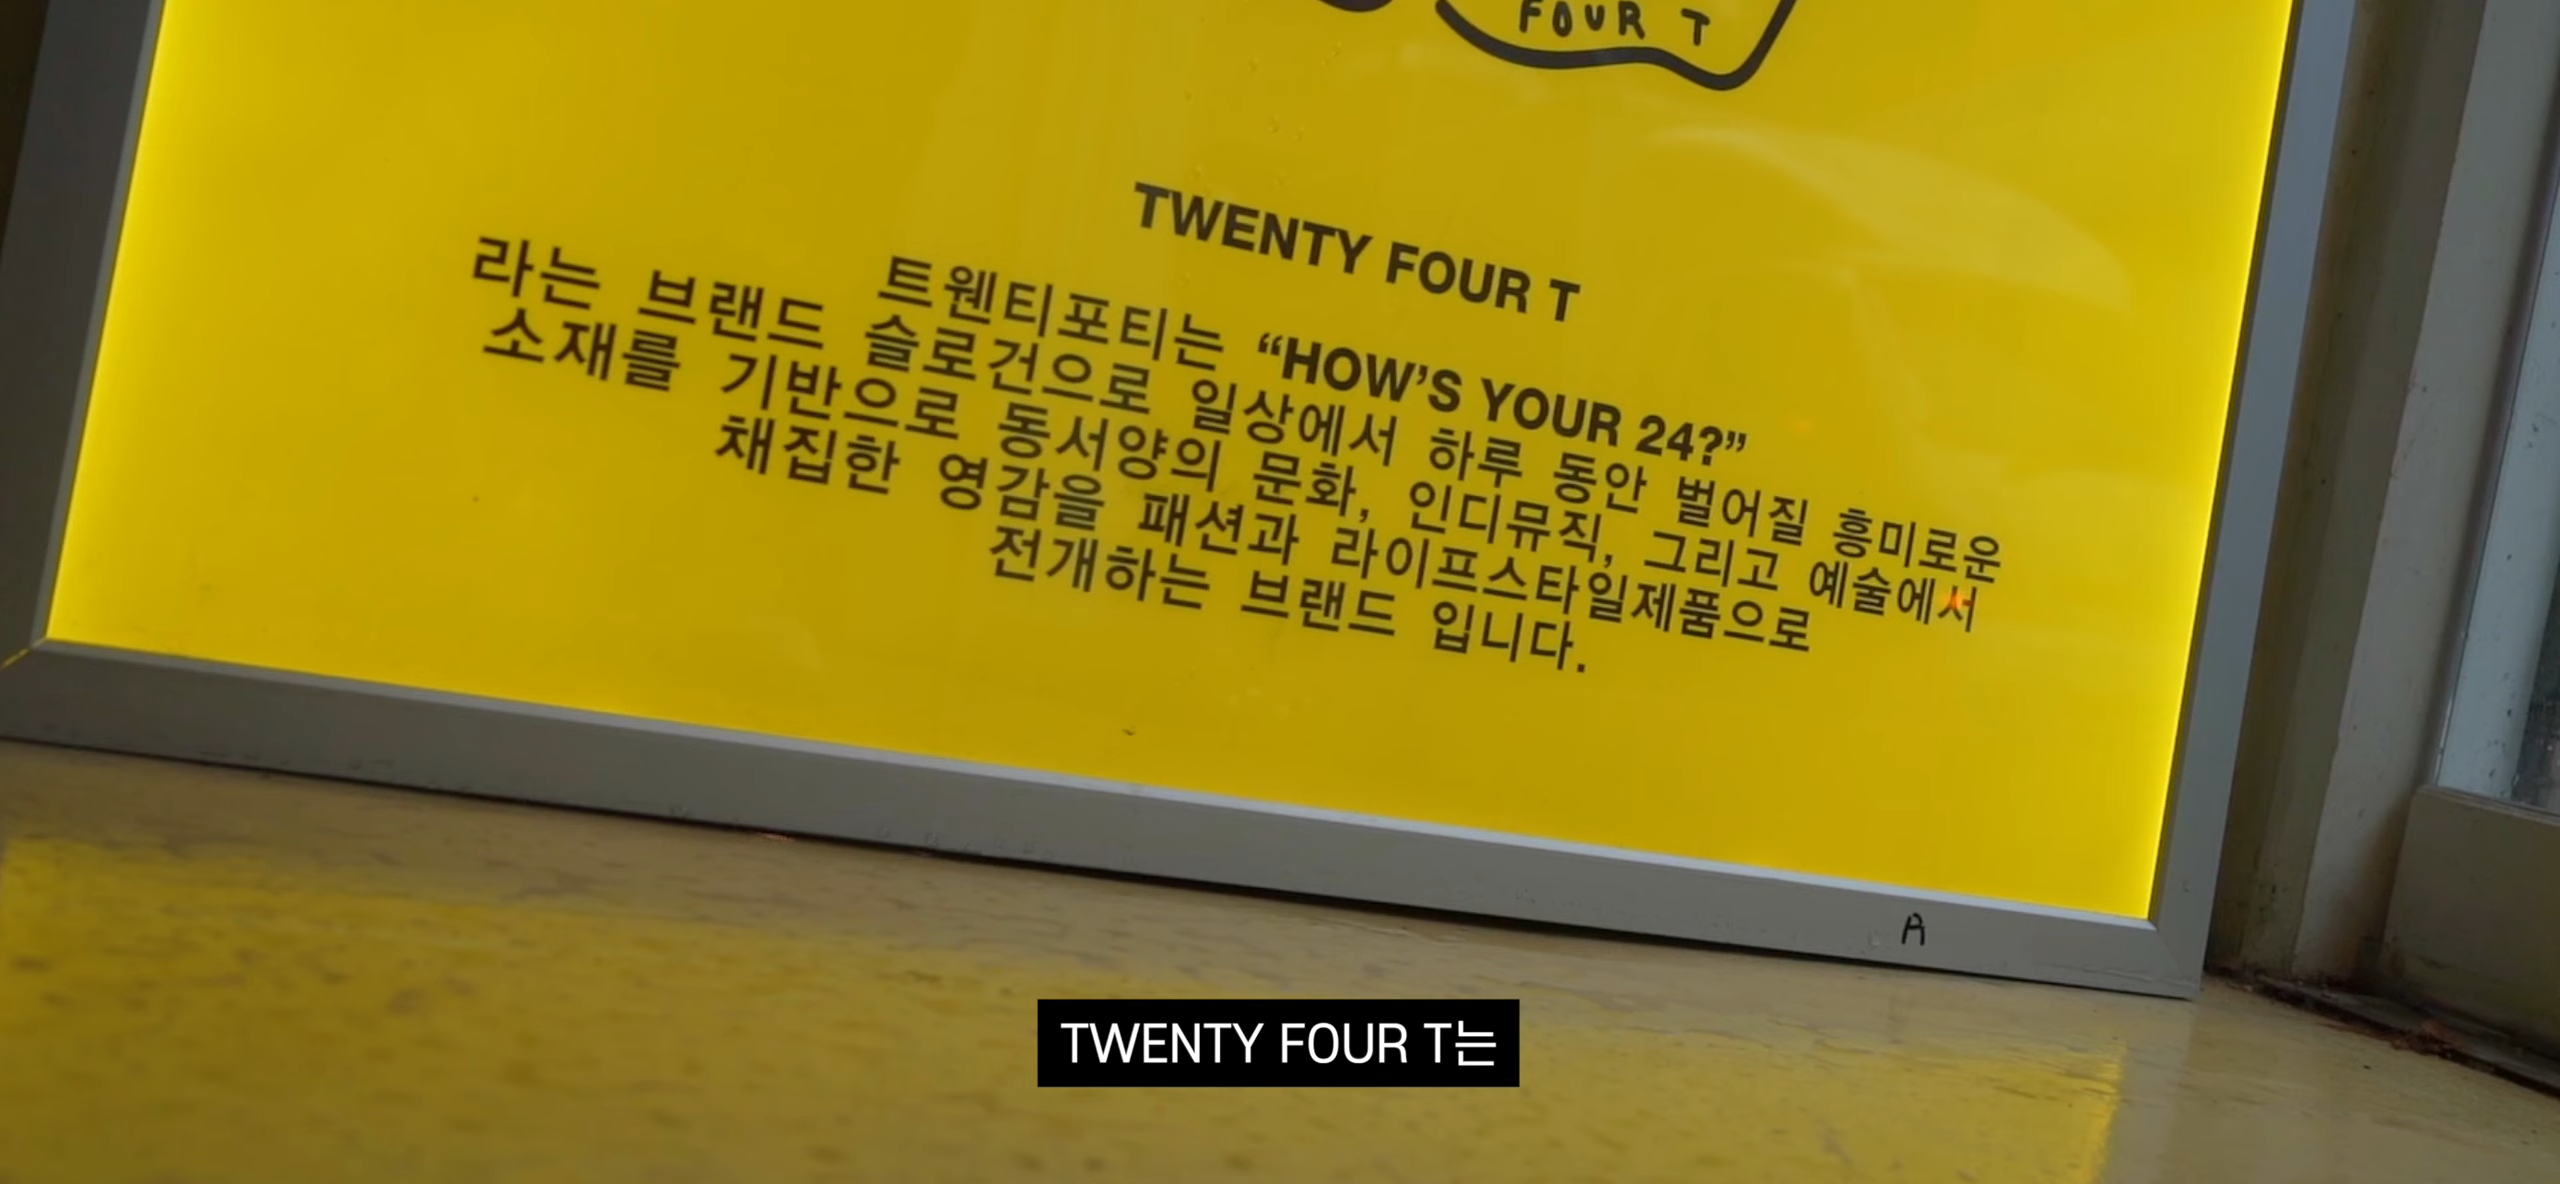 FOUR T
TWENTY FOUR T
트웬티포티는 “HOW’S YOUR 24?”
라는 브랜드 슬로건으로 일상에서 하루 동안 벌어질 흥미로운
소재를 기반으로 동서양의 문화, 인디뮤직, 그리고 예술에서
채집한 영감을 패션과 라이프스타일제품으로
전개하는 브랜드 입니다.
A
TWENTY FOUR T는